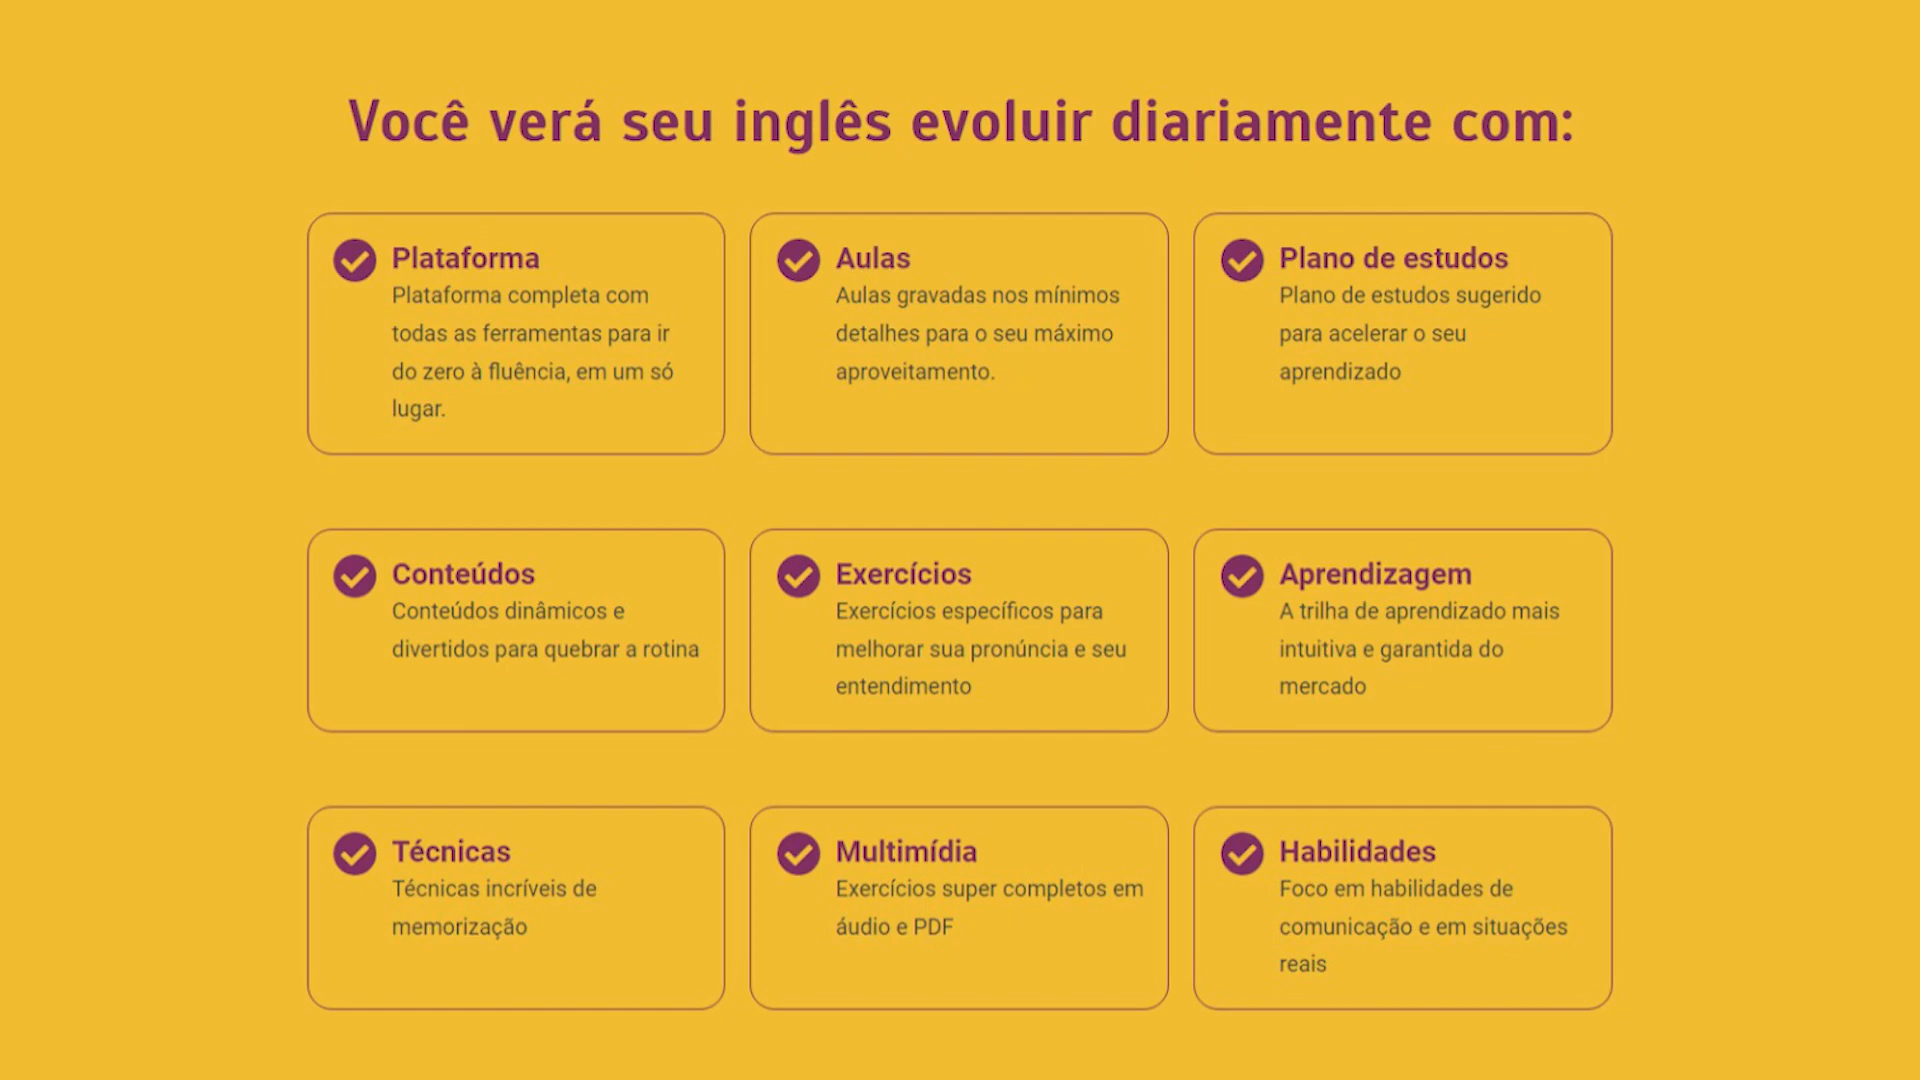 Você verá seu inglês evoluir diariamente com:
Plataforma
Plataforma completa com
todas as ferramentas para ir
do zero à fluência, em um só
lugar.
Aulas
Aulas gravadas nos mínimos
detalhes para o seu máximo
aproveitamento.
Plano de estudos
Plano de estudos sugerido
para acelerar o seu
aprendizado
Conteúdos
Conteúdos dinâmicos e
divertidos para quebrar a rotina
Exercícios
Exercícios específicos para
melhorar sua pronúncia e seu
entendimento
Aprendizagem
A trilha de aprendizado mais
intuitiva e garantida do
mercado
Técnicas
Técnicas incríveis de
memorização
Multimídia
Exercícios super completos em
áudio e PDF
Habilidades
Foco em habilidades de
comunicação e em situações
reais